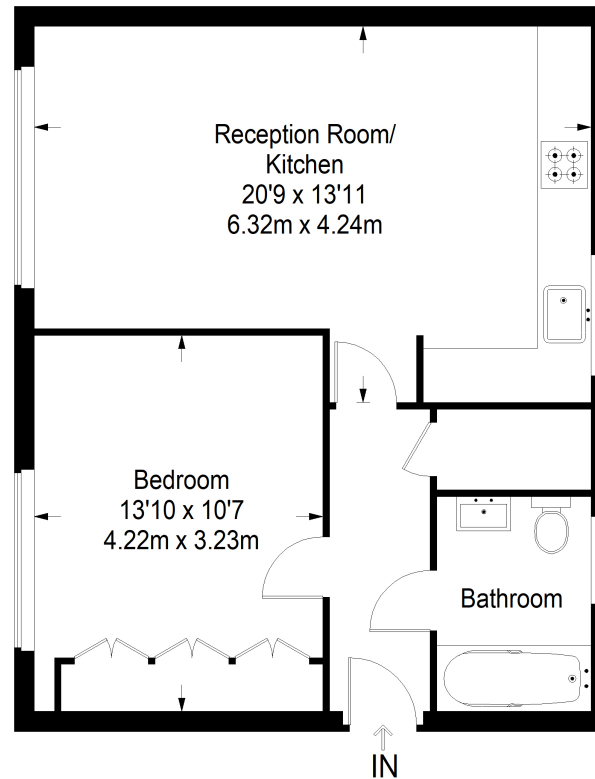 Reception Room/
Kitchen
20'9 x 13'11
6.32m x 4.24m
Bedroom
13'10 x 10'7
4.22m x 3.23m
Bathroom
IN